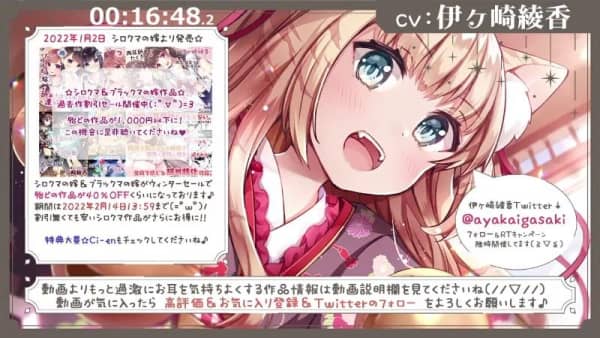 00:16:48.2
cv:伊ヶ崎綾香
2022年1月2日 シロクマの嫁より発売☆
☆シロクマ&ブラックマの嫁作品☆
過去作割引セール開催中(:°▽°)=3
殆どの作品が1,000円以下に!
この機会に是非聴いてくださいね♥
シロクマの嫁&ブラックマの嫁がウィンターセールで
殆どの作品が40%OFFくらいになっております♪
期間は2022年2月14日13:59まで(=°ω°)ノ
割引無くても安いシロクマ作品がさらにお得に!!
特典大量☆Ci-enもチェックしてくださいね♪
伊ヶ崎綾香Twitter↓
@ayakaigasaki
フォロー&RTキャンペーン
随時開催してます(≧∇≦)
動画よりもっと過激にお耳を気持ちよくする作品情報は動画説明欄を見てくださいね(//▽//)
動画が気に入ったら 高評価&お気に入り登録&Twitterのフォロー をよろしくお願いします♪